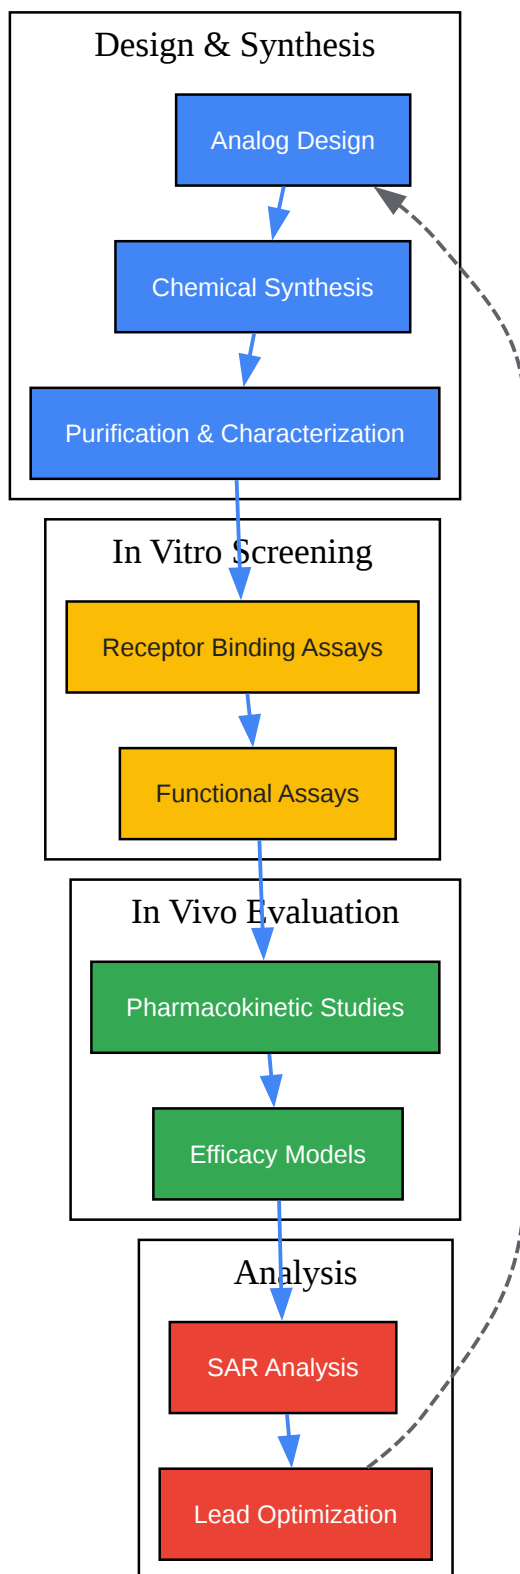 Design & Synthesis
Analog Design
Chemical Synthesis
Purification & Characterization
In Vitro Screening
Receptor Binding Assays
Functional Assays
In Vivo Evaluation
Pharmacokinetic Studies
Efficacy Models
Analysis
SAR Analysis
Lead Optimization